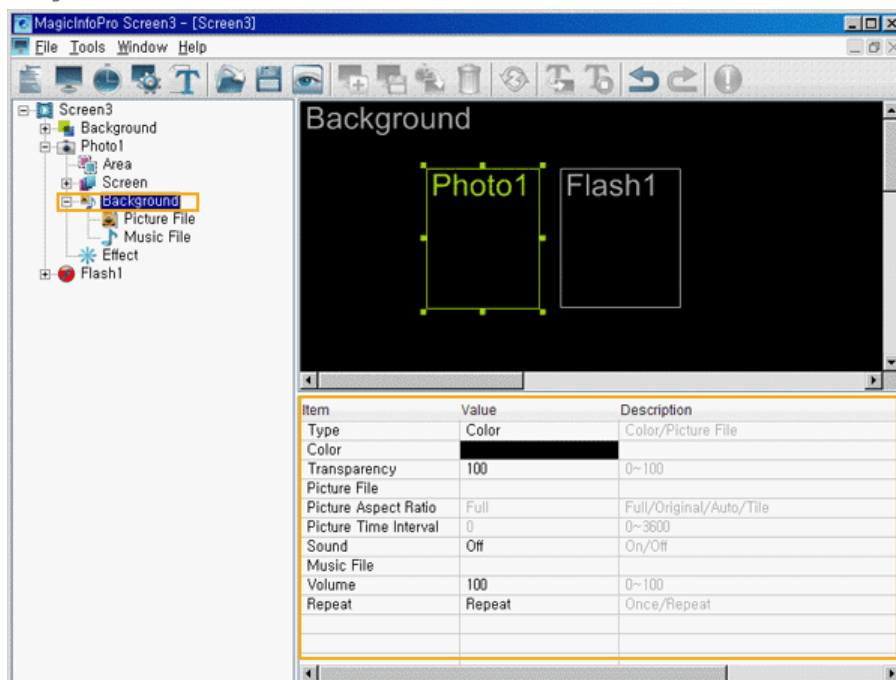 MagicInfoPro Screen3 - [Screen3]
File Tools Window Help
Screen3
Background
Photo1
Area
Screen
Background
Picture File
Music File
Effect
Flash1
Background
Photo1
Flash1
Item Value Description
Type Color Color/Picture File
Color
Transparency 100 0~100
Picture File
Picture Aspect Ratio Full Full/Original/Auto/Tile
Picture Time Interval 0 0~3600
Sound Off On/Off
Music File
Volume 100 0~100
Repeat Repeat Once/Repeat